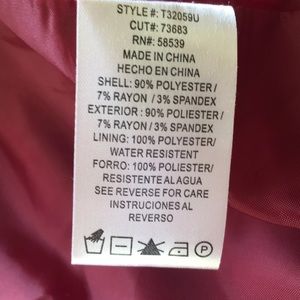 STYLE #: T32059U
CUT#: 73683
RN#: 58539
MADE IN CHINA
HECHO EN CHINA
SHELL: 90% POLYESTER/
7% RAYON / 3% SPANDEX
EXTERIOR : 90% POLIESTER/
7% RAYON / 3% SPANDEX
LINING: 100% POLYESTER/
WATER RESISTENT
FORRO: 100% POLIESTER/
RESISTENTE AL AGUA
SEE REVERSE FOR CARE
INSTRUCIONES AL
REVERSO
P